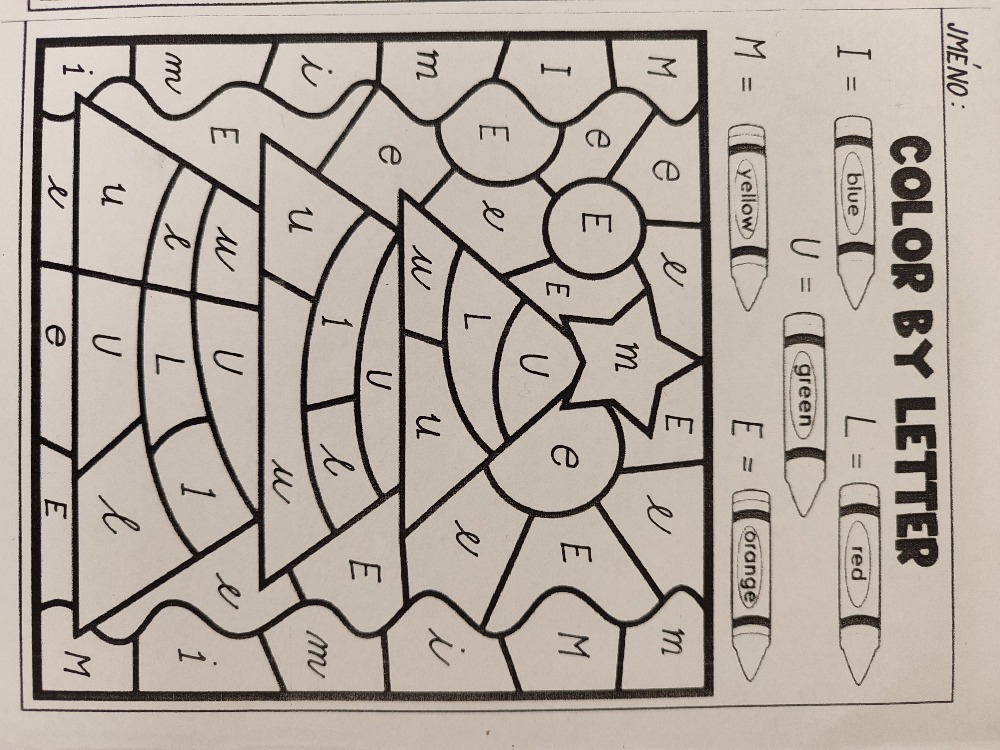 JMÉNO:
COLOR BY LETTER
I = blue L = red
U = green
M = yellow E = orange
M e e E e m
I e E m e E M
m E e E U e i
i e u L u E m
u l U l u
m E u U e l
l L l
u U l
i e e E M